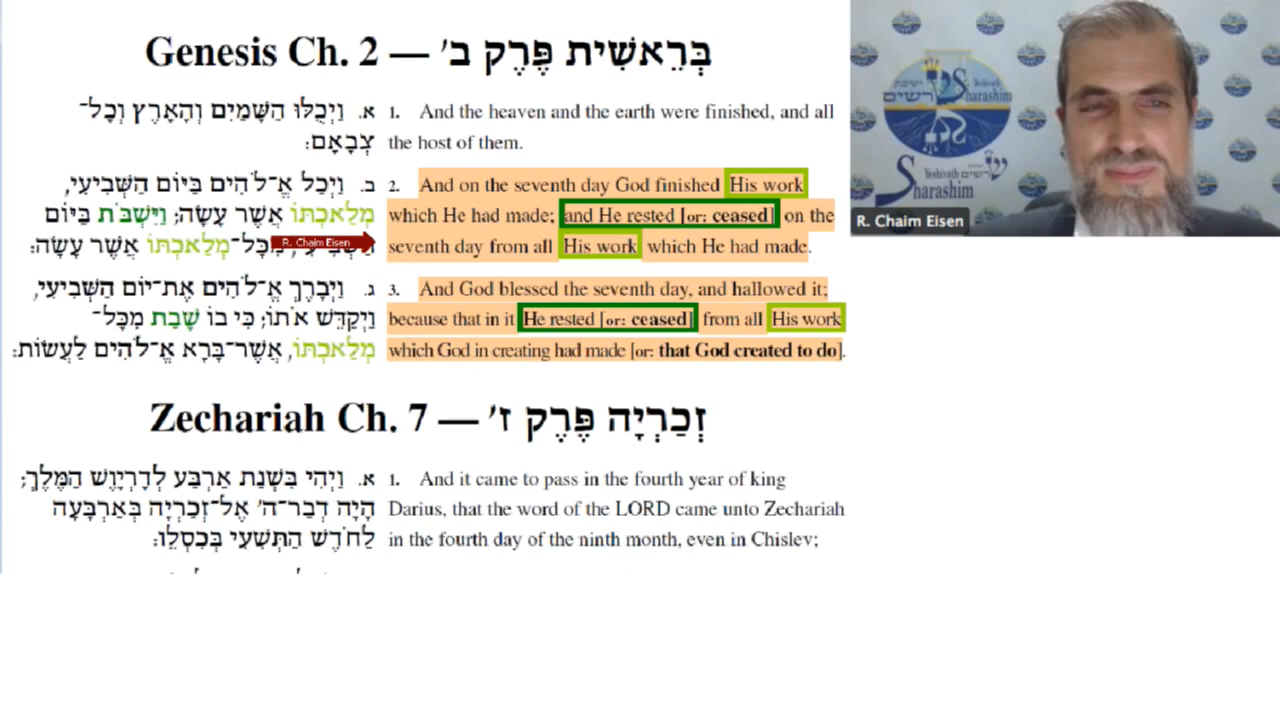 Genesis Ch. 2 — בְּרֵאשִׁית פֶּרֶק ב׳
א. וַיְכֻלּוּ הַשָּׁמַיִם וְהָאָרֶץ וְכָל־
צְבָאָם:
1. And the heaven and the earth were finished, and all
the host of them.
ב. וַיְכַל אֱ־לֹהִים בַּיּוֹם הַשְּׁבִיעִי,
מְלַאכְתּוֹ אֲשֶׁר עָשָׂה; וַיִּשְׁבֹּת בַּיּוֹם
מִכָּל־מְלַאכְתּוֹ אֲשֶׁר עָשָׂה:
2. And on the seventh day God finished His work
which He had made; and He rested [or: ceased] on the
seventh day from all His work which He had made.
R. Chaim Eisen
ג. וַיְבָרֶךְ אֱ־לֹהִים אֶת־יוֹם הַשְּׁבִיעִי,
וַיְקַדֵּשׁ אֹתוֹ; כִּי בוֹ שָׁבַת מִכָּל־
מְלַאכְתּוֹ, אֲשֶׁר־בָּרָא אֱ־לֹהִים לַעֲשׂוֹת:
3. And God blessed the seventh day, and hallowed it;
because that in it He rested [or: ceased] from all His work
which God in creating had made [or: that God created to do].
Zechariah Ch. 7 — זְכַרְיָה פֶּרֶק ז׳
א. וַיְהִי בִּשְׁנַת אַרְבַּע לְדָרְיָוֶשׁ הַמֶּלֶךְ;
הָיָה דְבַר־ה׳ אֶל־זְכַרְיָה בְּאַרְבָּעָה
לַחֹדֶשׁ הַתְּשִׁעִי בְּכִסְלֵו:
1. And it came to pass in the fourth year of king
Darius, that the word of the LORD came unto Zechariah
in the fourth day of the ninth month, even in Chislev;
ישיבת שרשים
Yeshivath Sharashim
Yeshivath Sharashim
R. Chaim Eisen